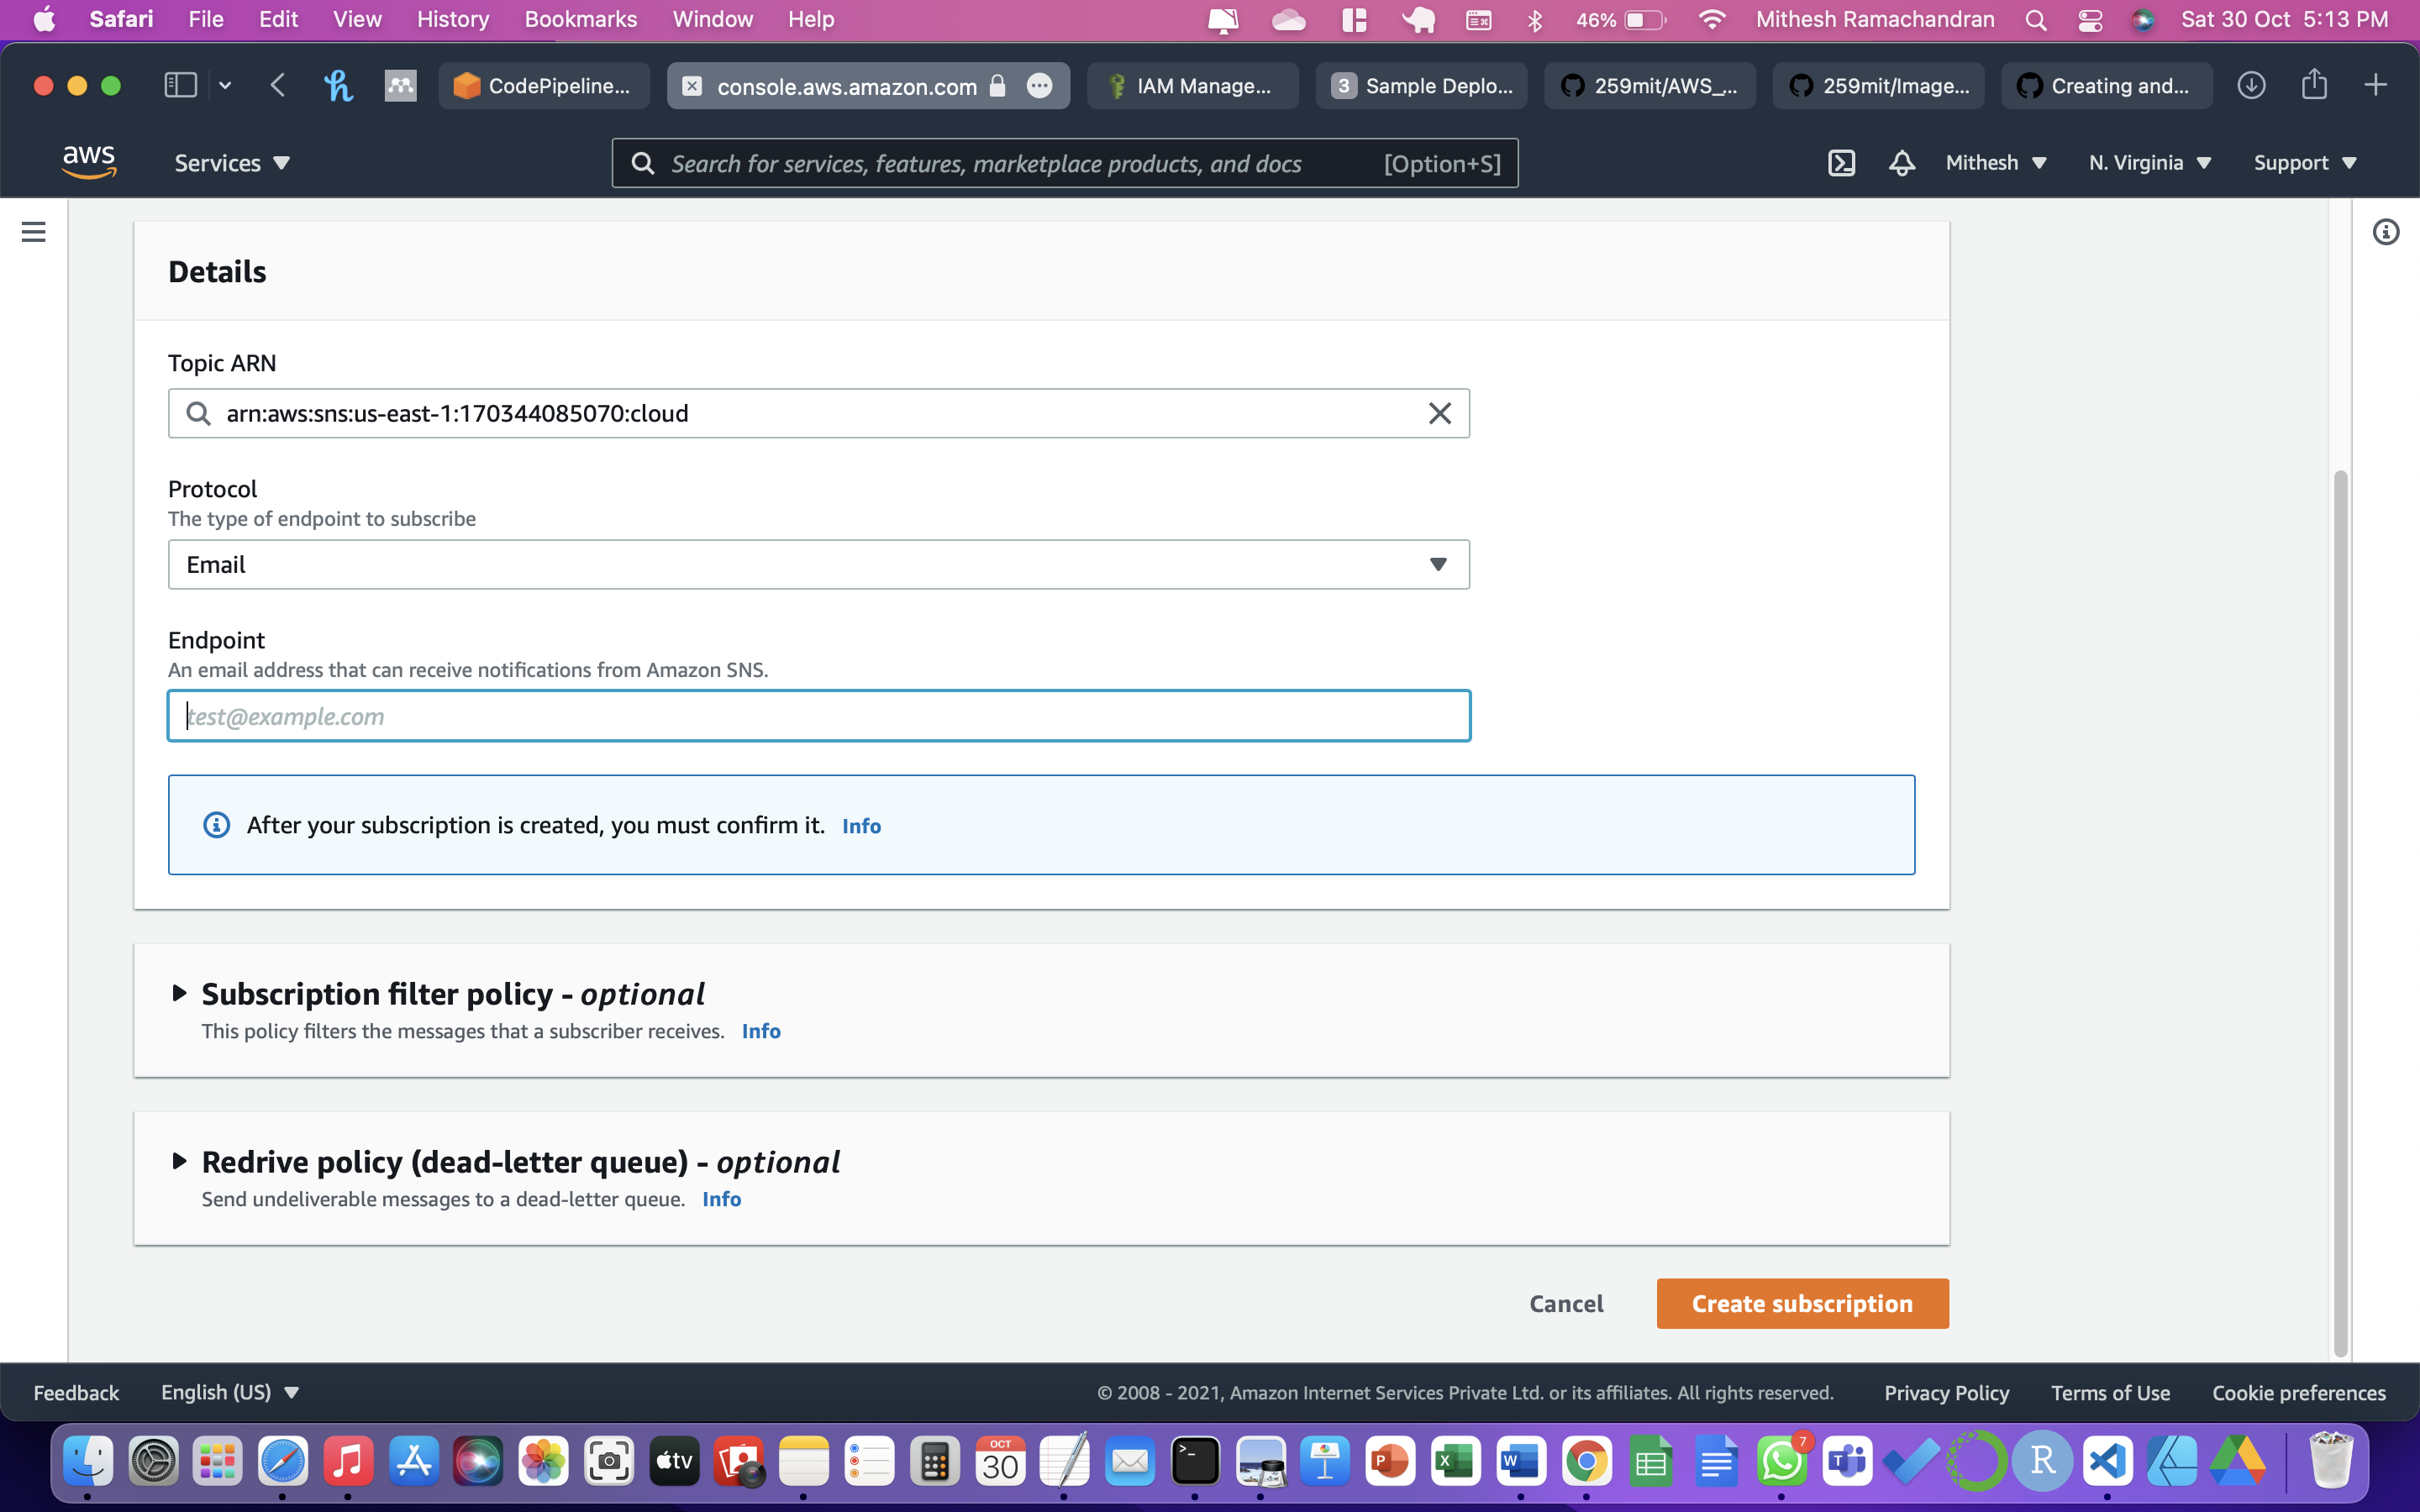 Safari File Edit View History Bookmarks Window Help 46% Mithesh Ramachandran Sat 30 Oct 5:13 PM
CodePipeline... console.aws.amazon.com IAM Manage... 3 Sample Deplo... 259mit/AWS_... 259mit/Image... Creating and...
aws Services Search for services, features, marketplace products, and docs [Option+S] Mithesh N. Virginia Support
Details
Topic ARN
arn:aws:sns:us-east-1:170344085070:cloud
Protocol
The type of endpoint to subscribe
Email
Endpoint
An email address that can receive notifications from Amazon SNS.
test@example.com
After your subscription is created, you must confirm it. Info
Subscription filter policy - optional
This policy filters the messages that a subscriber receives. Info
Redrive policy (dead-letter queue) - optional
Send undeliverable messages to a dead-letter queue. Info
Cancel Create subscription
Feedback English (US) © 2008 - 2021, Amazon Internet Services Private Ltd. or its affiliates. All rights reserved. Privacy Policy Terms of Use Cookie preferences
tv OCT 30 P X W 7 T R